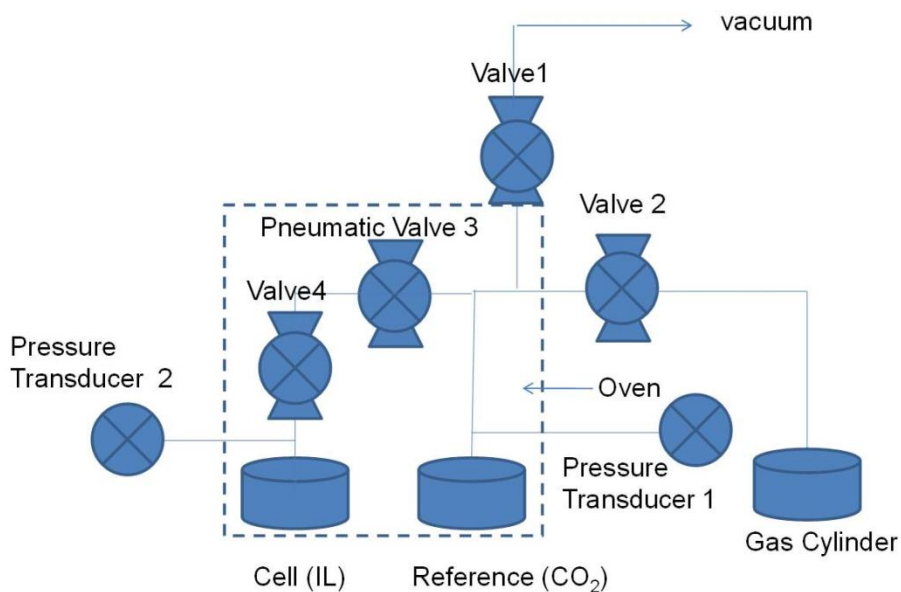 vacuum
Valve1
Valve 2
Pneumatic Valve 3
Valve4
Pressure
Transducer 2
Oven
Pressure
Transducer 1
Gas Cylinder
Cell (IL)
Reference (CO₂)